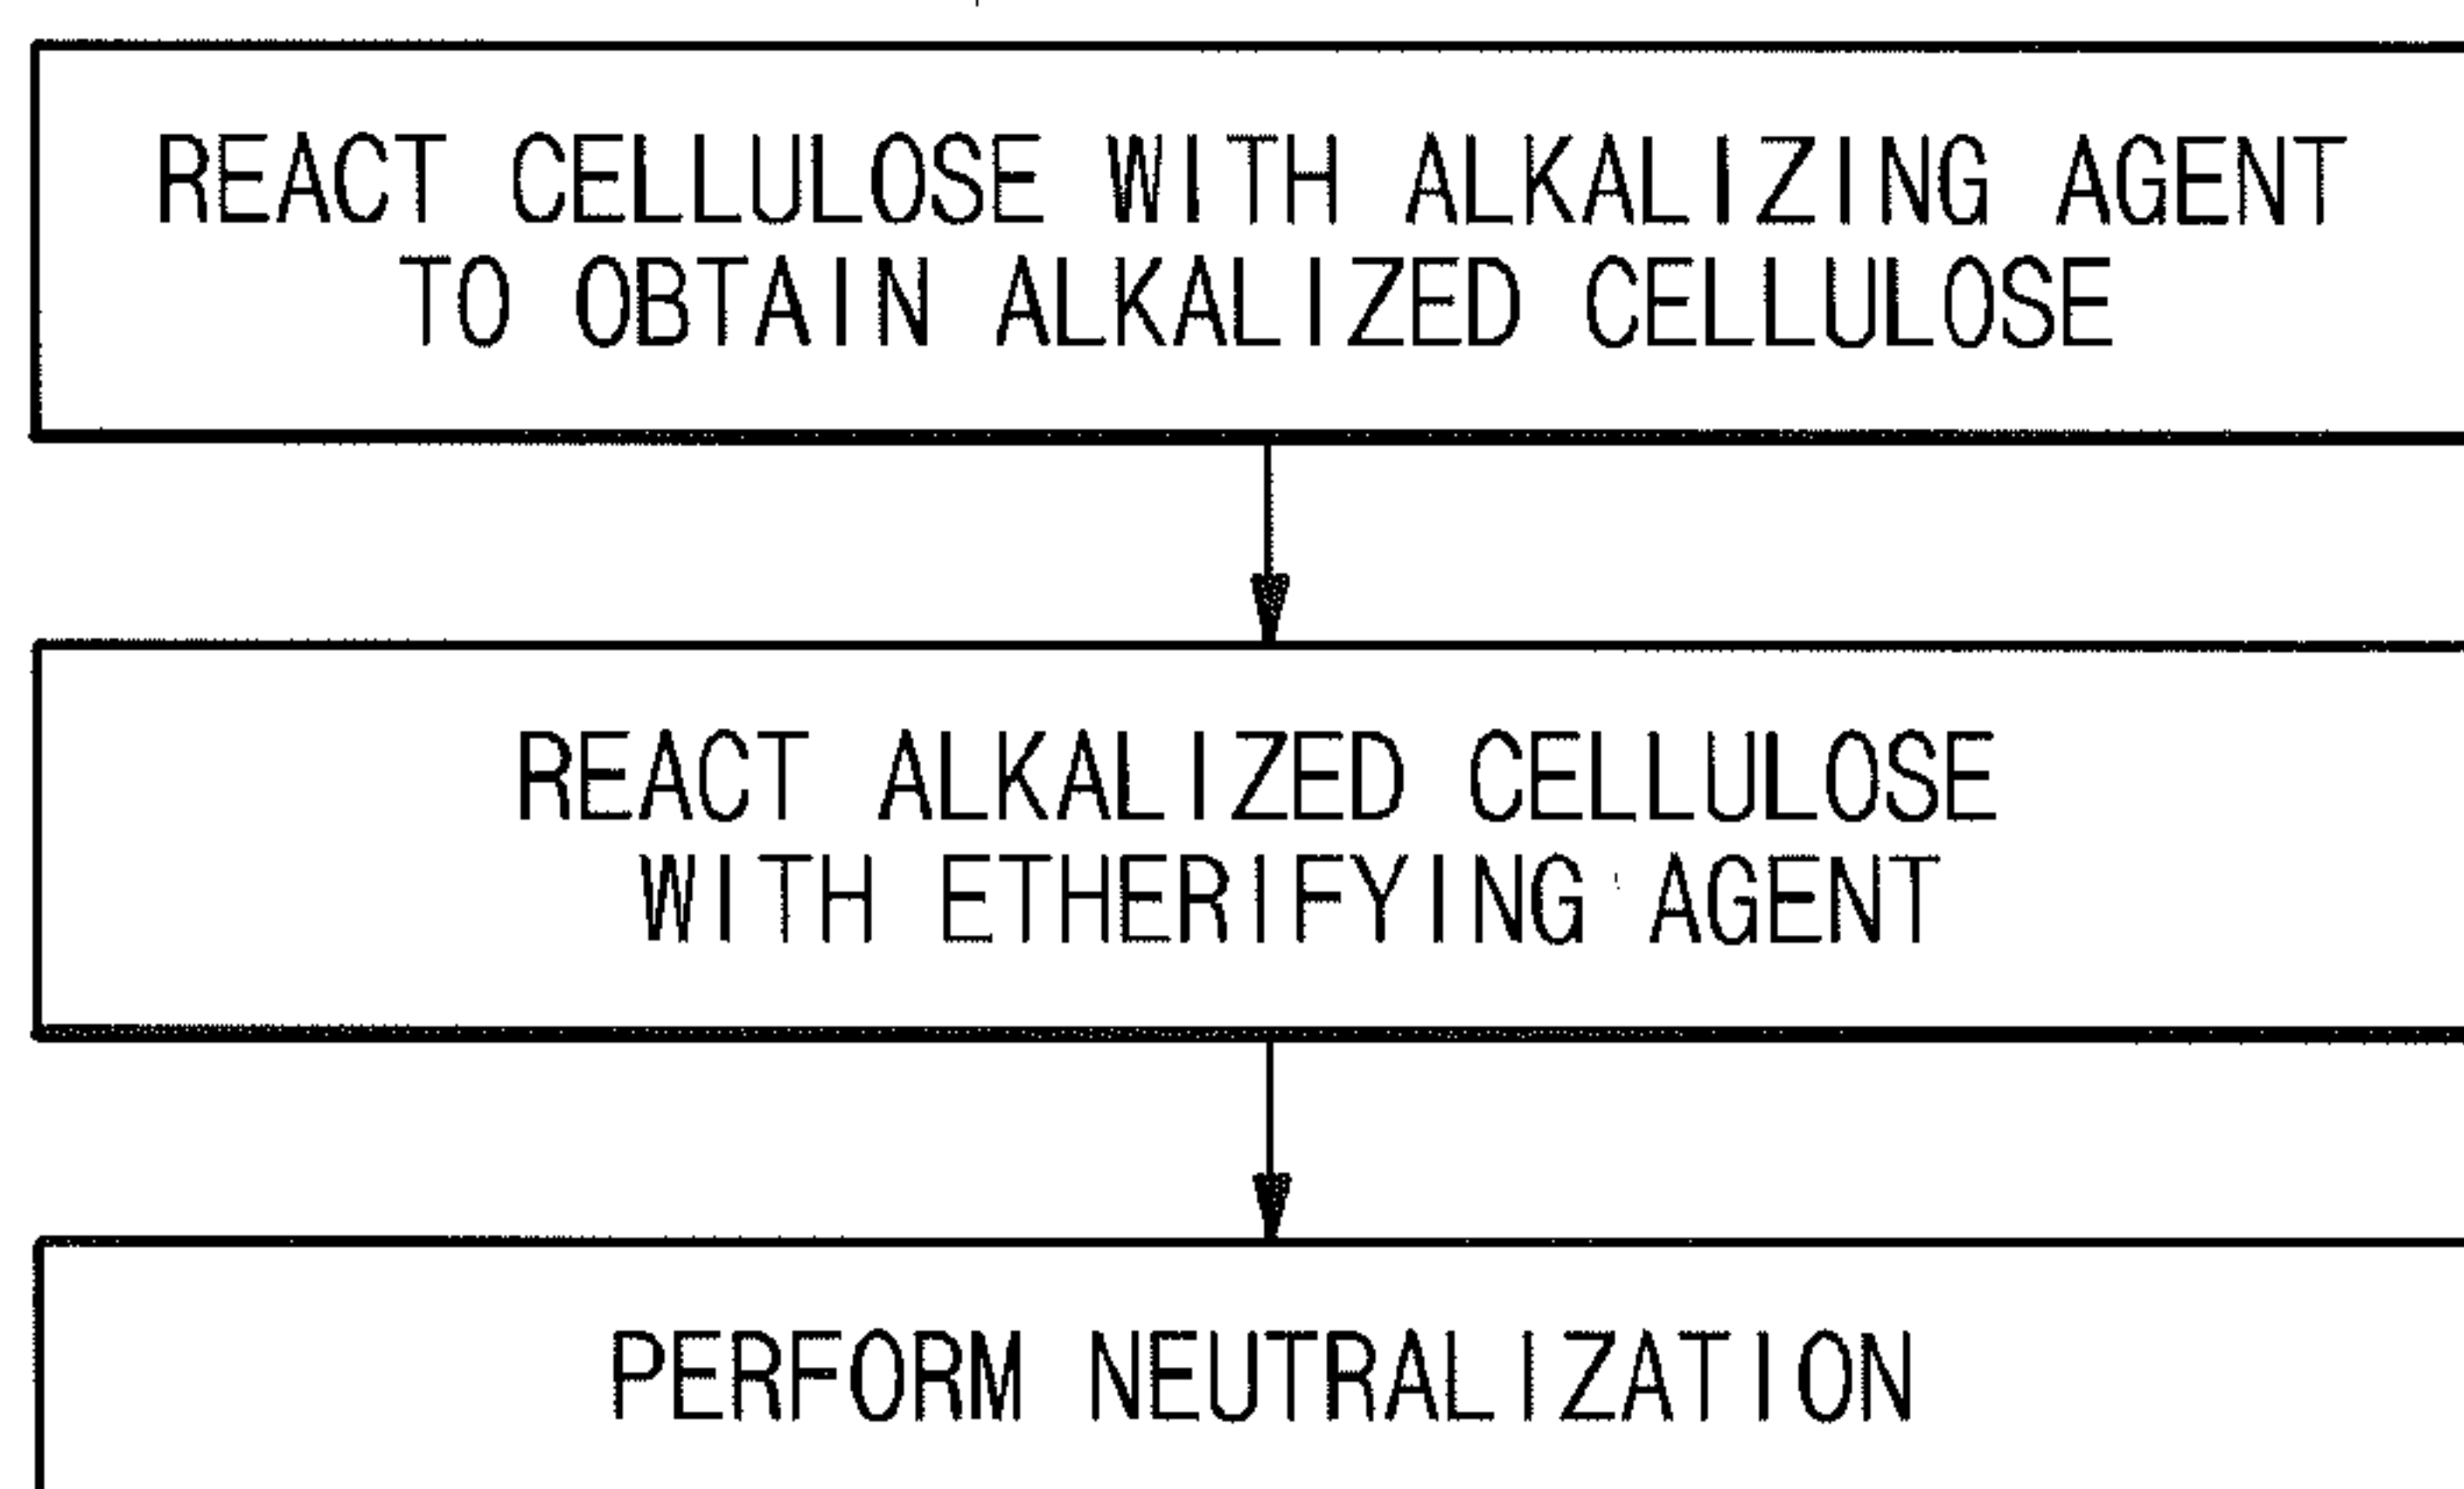 REACT CELLULOSE WITH ALKALIZING AGENT
TO OBTAIN ALKALIZED CELLULOSE
REACT ALKALIZED CELLULOSE
WITH ETHERIFYING AGENT
PERFORM NEUTRALIZATION